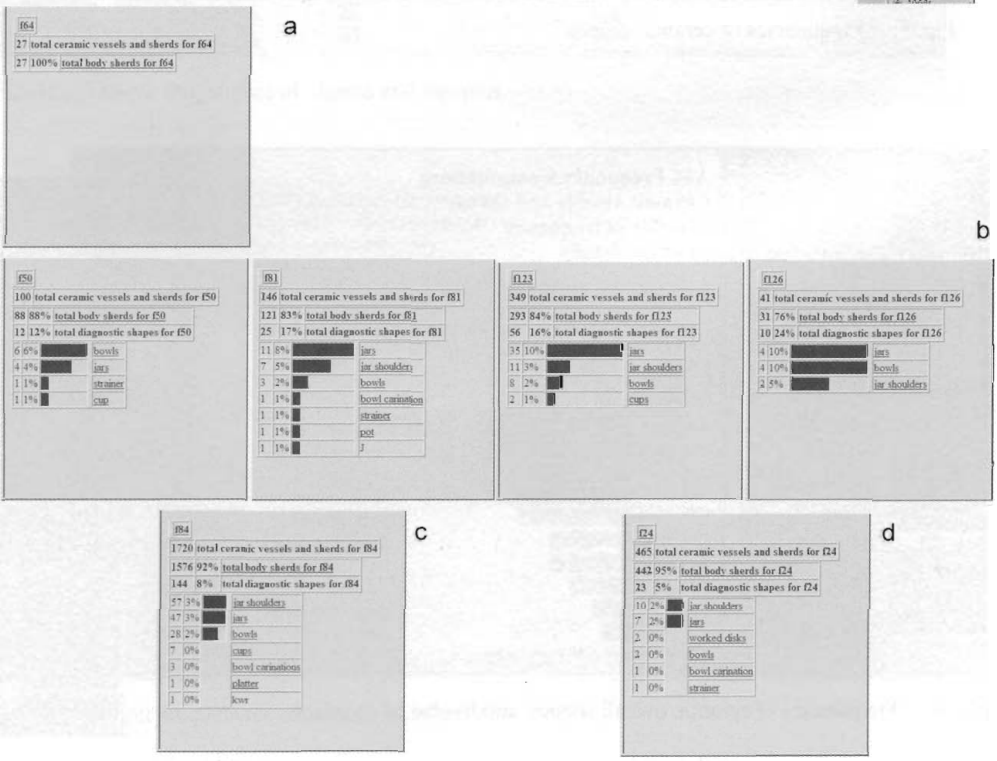 a
f64
27 total ceramic vessels and sherds for f64
27 100% total body sherds for f64
b
f50
100 total ceramic vessels and sherds for f50
88 88% total body sherds for f50
12 12% total diagnostic shapes for f50
6 6% bowls
4 4% jars
1 1% strainer
1 1% cup
f81
146 total ceramic vessels and sherds for f81
121 83% total body sherds for f81
25 17% total diagnostic shapes for f81
11 8% jars
7 5% jar shoulders
3 2% bowls
1 1% bowl carination
1 1% strainer
1 1% pot
1 1% J
f123
349 total ceramic vessels and sherds for f123
293 84% total body sherds for f123
56 16% total diagnostic shapes for f123
35 10% jars
11 3% jar shoulders
8 2% bowls
2 1% cups
f126
41 total ceramic vessels and sherds for f126
31 76% total body sherds for f126
10 24% total diagnostic shapes for f126
4 10% jars
4 10% bowls
2 5% jar shoulders
c
f84
1720 total ceramic vessels and sherds for f84
1576 92% total body sherds for f84
144 8% total diagnostic shapes for f84
57 3% jar shoulders
47 3% jars
28 2% bowls
7 0% cups
3 0% bowl carinations
1 0% platter
1 0% kwr
d
f24
465 total ceramic vessels and sherds for f24
442 95% total body sherds for f24
23 5% total diagnostic shapes for f24
10 2% jar shoulders
7 2% jars
2 0% worked disks
2 0% bowls
1 0% bowl carination
1 0% strainer